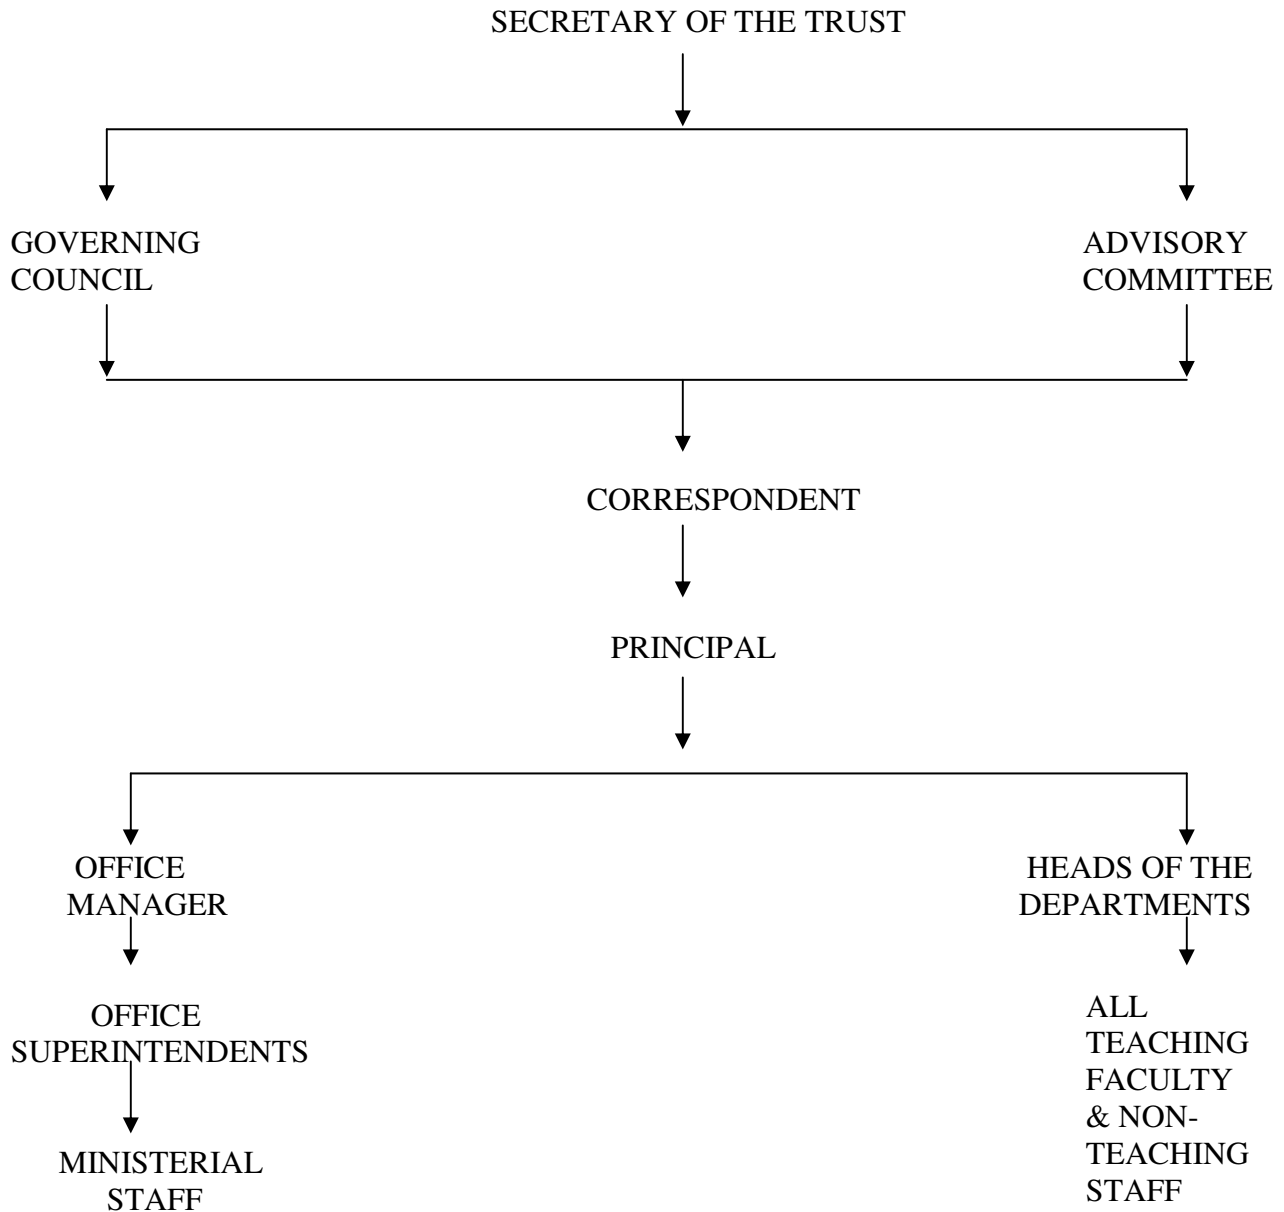 SECRETARY OF THE TRUST
GOVERNING
COUNCIL
ADVISORY
COMMITTEE
CORRESPONDENT
PRINCIPAL
OFFICE
MANAGER
HEADS OF THE
DEPARTMENTS
OFFICE
SUPERINTENDENTS
ALL
TEACHING
FACULTY
& NON-
TEACHING
STAFF
MINISTERIAL
STAFF